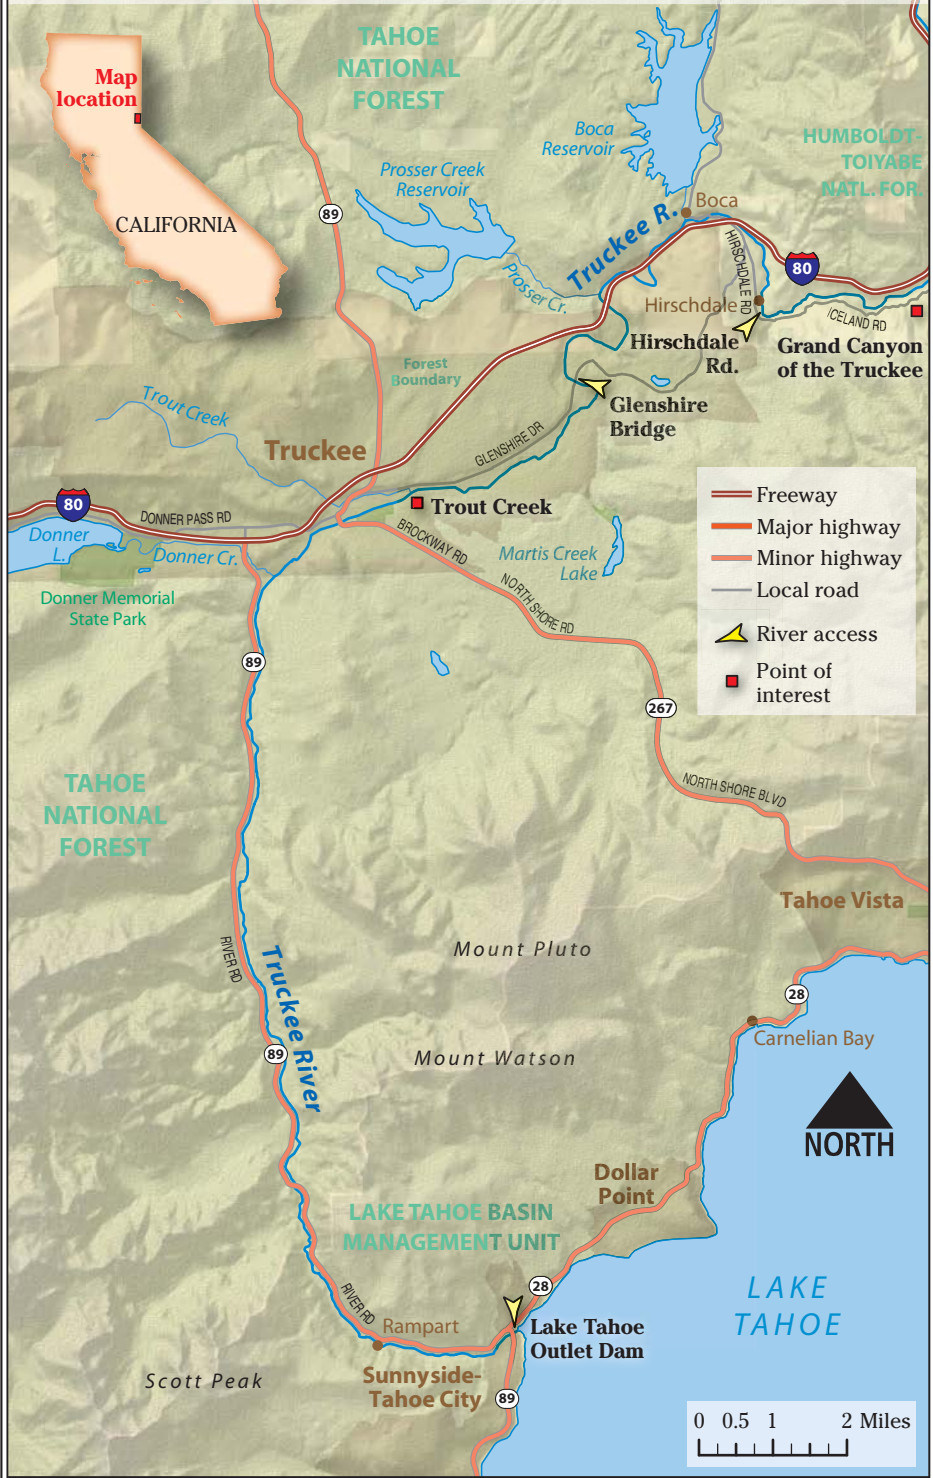 TAHOE
NATIONAL
FOREST
Map
location
CALIFORNIA
Boca
Reservoir
HUMBOLDT-
TOIYABE
NATL. FOR.
Prosser Creek
Reservoir
89
Truckee R.
Boca
HIRSCHDALE RD
80
Prosser Cr.
Hirschdale
ICELAND RD
Hirschdale
Rd.
Grand Canyon
of the Truckee
Forest
Boundary
Trout Creek
Glenshire
Bridge
Truckee
GLENSHIRE DR
80
DONNER PASS RD
Trout Creek
Donner
L.
Donner Cr.
BROCKWAY RD
Martis Creek
Lake
NORTH SHORE RD
Donner Memorial
State Park
Freeway
Major highway
Minor highway
Local road
River access
Point of
interest
89
267
NORTH SHORE BLVD
TAHOE
NATIONAL
FOREST
Tahoe Vista
RIVER RD
Truckee River
Mount Pluto
28
Carnelian Bay
89
Mount Watson
NORTH
Dollar
Point
LAKE TAHOE BASIN
MANAGEMENT UNIT
28
LAKE
TAHOE
RIVER RD
Rampart
Lake Tahoe
Outlet Dam
Scott Peak
Sunnyside-
Tahoe City
89
0 0.5 1 2 Miles